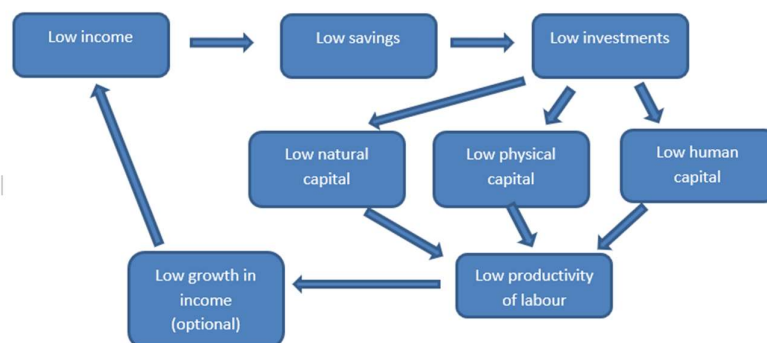 Low income
Low savings
Low investments
Low natural
capital
Low physical
capital
Low human
capital
Low growth in
income
(optional)
Low productivity
of labour